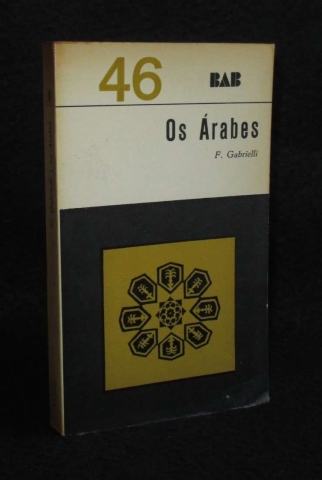 46 BAB
Os Árabes
F. Gabrielli